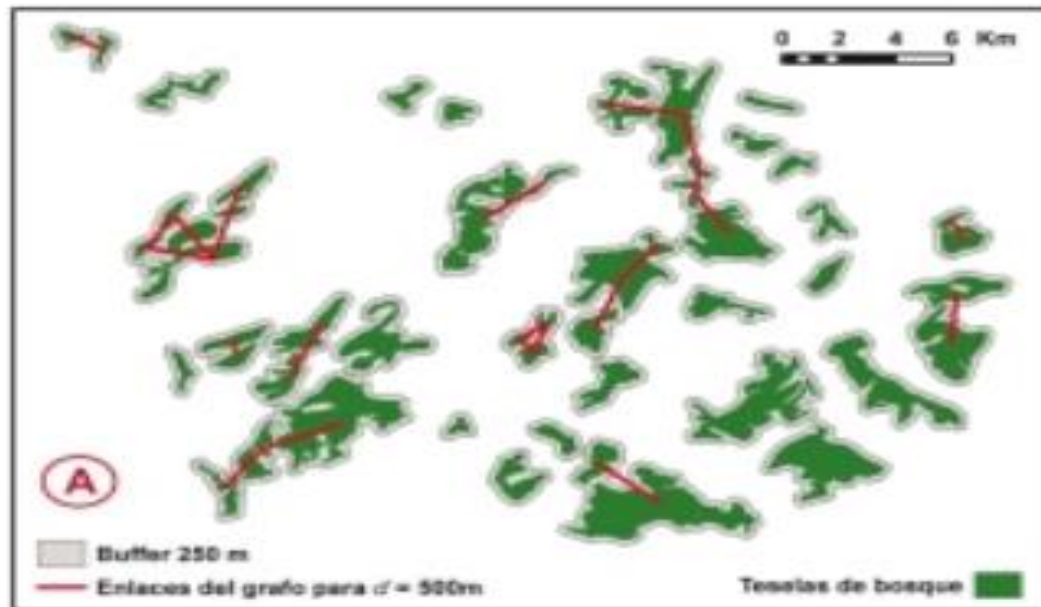 0 2 4 6 Km
A
Buffer 250 m
Enlaces del grafo para d = 500m
Teselas de bosque